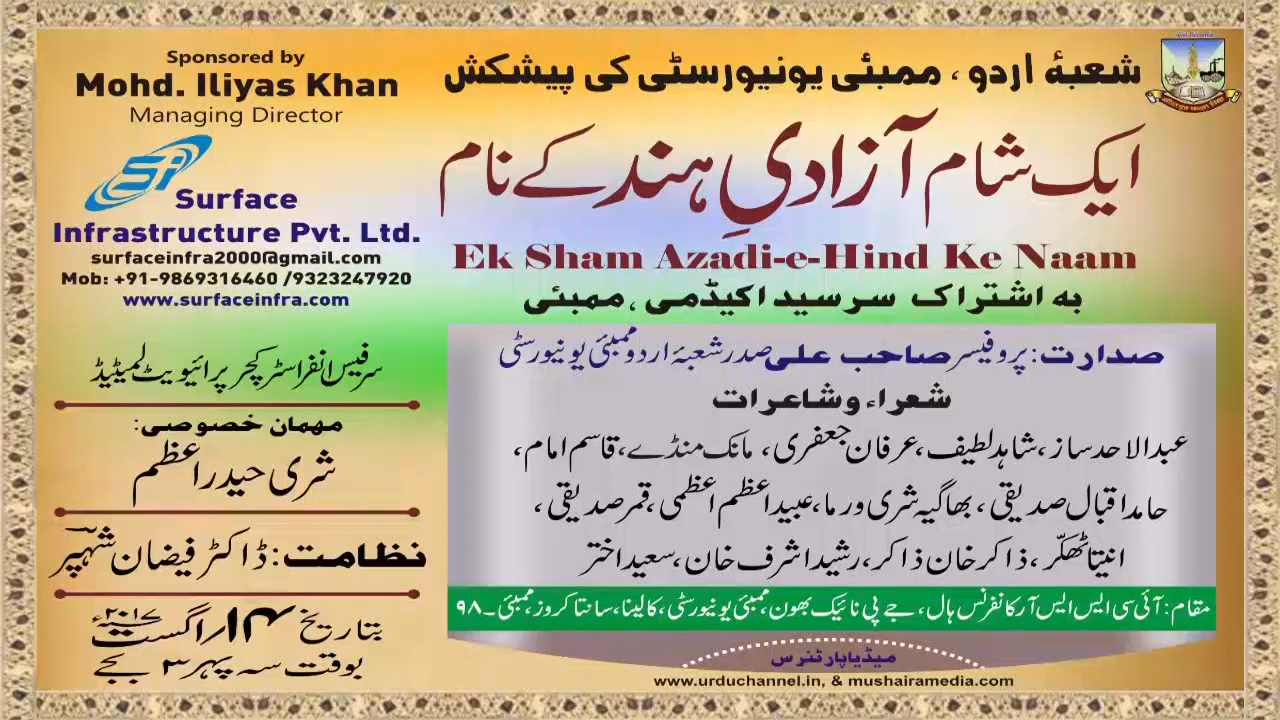 Sponsored by
Mohd. Iliyas Khan
Managing Director
Surface
Infrastructure Pvt. Ltd.
surfaceinfra2000@gmail.com
Mob: +91-9869316460 /9323247920
www.surfaceinfra.com
سرفیس انفراسٹرکچر پرائیویٹ لمیٹیڈ
مہمان خصوصی:
شری حیدر اعظم
نظامت: ڈاکٹر فیضان شہپر
بتاریخ ۱۴/اگست ۲۰۱۷ء
بوقت سہ پہر ۳ بجے
شعبۂ اردو ، ممبئی یونیورسٹی کی پیشکش
ایک شام آزادیِ ہند کے نام
Ek Sham Azadi-e-Hind Ke Naam
بہ اشتراک سرسید اکیڈمی ، ممبئی
صدارت: پروفیسر صاحب علی صدر شعبۂ اردو ممبئی یونیورسٹی
شعراء و شاعرات
عبدالاحد ساز، شاہد لطیف، عرفان جعفری، مانک منڈے، قاسم امام،
حامد اقبال صدیقی، بھاگیہ شری ورما، عبید اعظم اعظمی، قمر صدیقی،
انیتا ٹھکّر، ذاکر خان ذاکر، رشید اشرف خان، سعید اختر
مقام: آئی سی ایس ایس آر کانفرنس ہال، جے پی نائیک بھون، ممبئی یونیورسٹی، کالینا، سانتا کروز، ممبئی۔۹۸
میڈیا پارٹنرس
www.urduchannel.in, & mushairamedia.com